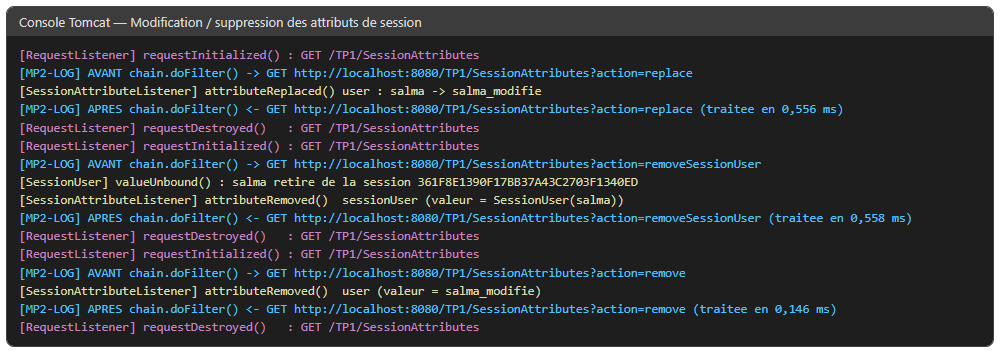 Console Tomcat — Modification / suppression des attributs de session
[RequestListener] requestInitialized() : GET /TP1/SessionAttributes
[MP2-LOG] AVANT chain.doFilter() -> GET http://localhost:8080/TP1/SessionAttributes?action=replace
[SessionAttributeListener] attributeReplaced() user : salma -> salma_modifie
[MP2-LOG] APRES chain.doFilter() <- GET http://localhost:8080/TP1/SessionAttributes?action=replace (traitee en 0,556 ms)
[RequestListener] requestDestroyed()   : GET /TP1/SessionAttributes
[RequestListener] requestInitialized() : GET /TP1/SessionAttributes
[MP2-LOG] AVANT chain.doFilter() -> GET http://localhost:8080/TP1/SessionAttributes?action=removeSessionUser
[SessionUser] valueUnbound() : salma retire de la session 361F8E1390F17BB37A43C2703F1340ED
[SessionAttributeListener] attributeRemoved()  sessionUser (valeur = SessionUser(salma))
[MP2-LOG] APRES chain.doFilter() <- GET http://localhost:8080/TP1/SessionAttributes?action=removeSessionUser (traitee en 0,558 ms)
[RequestListener] requestDestroyed()   : GET /TP1/SessionAttributes
[RequestListener] requestInitialized() : GET /TP1/SessionAttributes
[MP2-LOG] AVANT chain.doFilter() -> GET http://localhost:8080/TP1/SessionAttributes?action=remove
[SessionAttributeListener] attributeRemoved()  user (valeur = salma_modifie)
[MP2-LOG] APRES chain.doFilter() <- GET http://localhost:8080/TP1/SessionAttributes?action=remove (traitee en 0,146 ms)
[RequestListener] requestDestroyed()   : GET /TP1/SessionAttributes